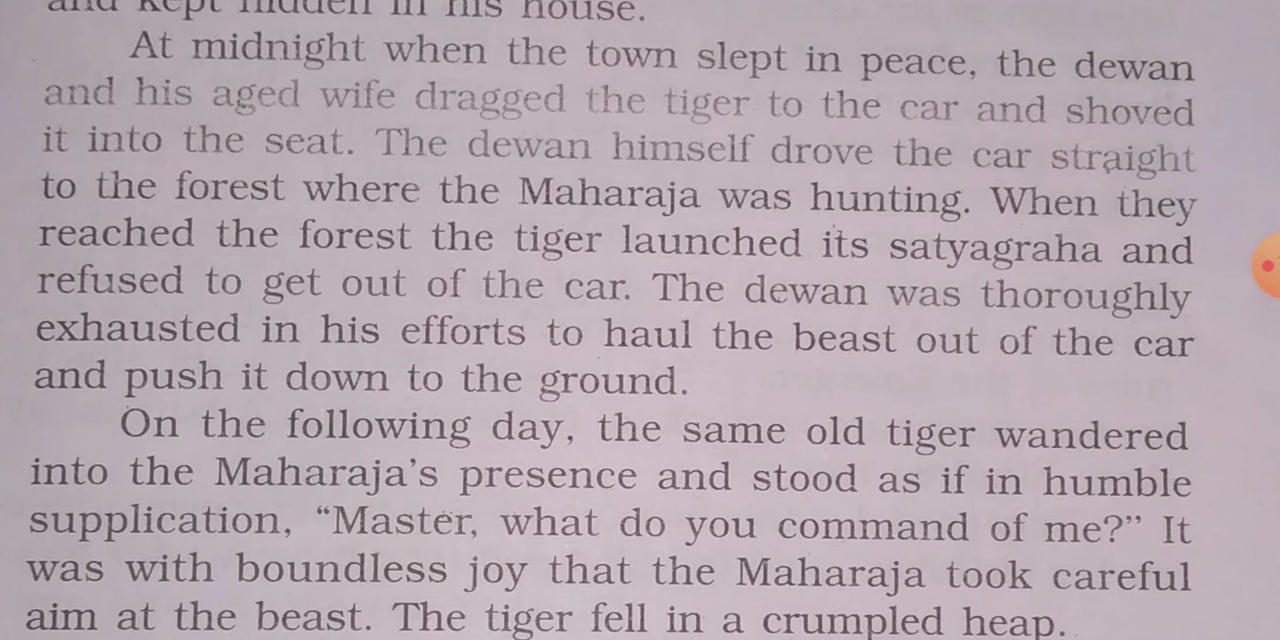 and kept hidden in his house.
At midnight when the town slept in peace, the dewan
and his aged wife dragged the tiger to the car and shoved
it into the seat. The dewan himself drove the car straight
to the forest where the Maharaja was hunting. When they
reached the forest the tiger launched its satyagraha and
refused to get out of the car. The dewan was thoroughly
exhausted in his efforts to haul the beast out of the car
and push it down to the ground.
On the following day, the same old tiger wandered
into the Maharaja’s presence and stood as if in humble
supplication, “Master, what do you command of me?” It
was with boundless joy that the Maharaja took careful
aim at the beast. The tiger fell in a crumpled heap.